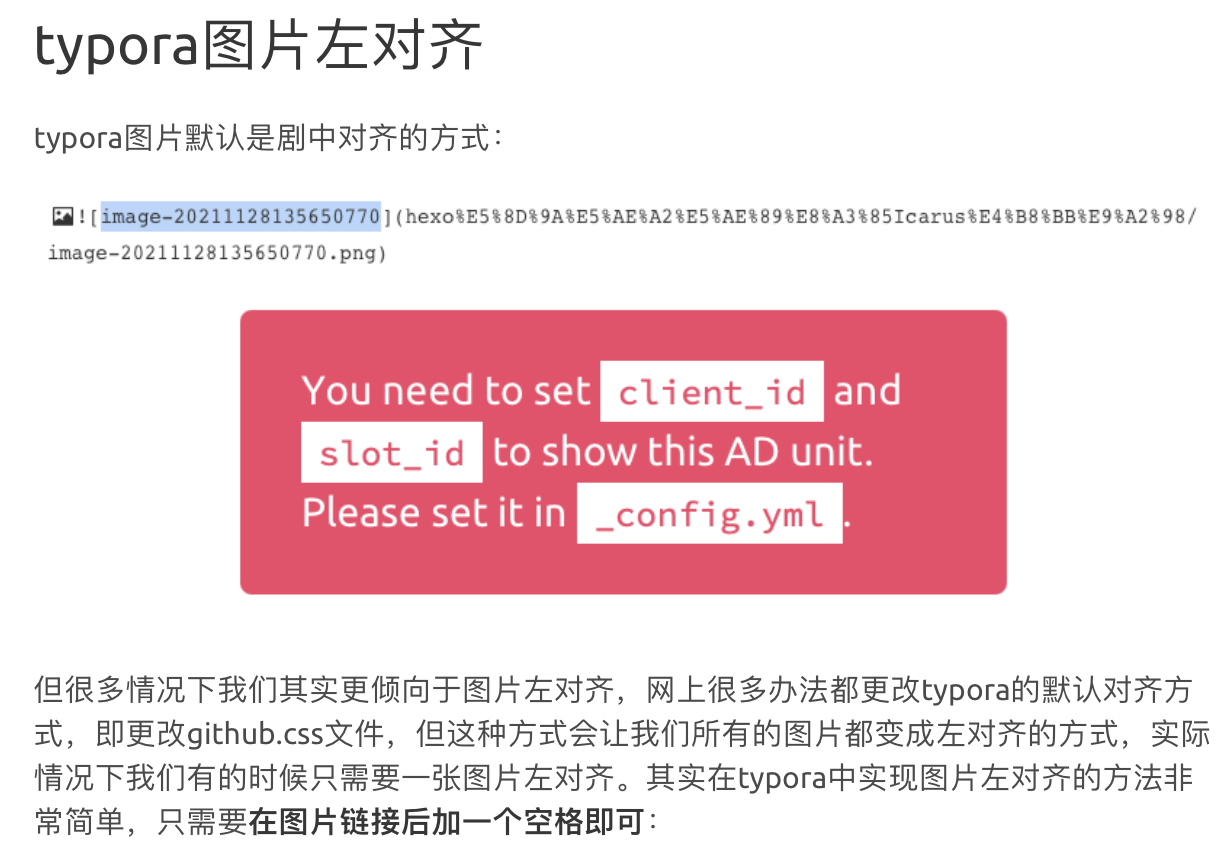 typora图片左对齐
typora图片默认是剧中对齐的方式：
![image-20211128135650770](hexo%E5%8D%9A%E5%AE%A2%E5%AE%89%E8%A3%85Icarus%E4%B8%BB%E9%A2%98/
image-20211128135650770.png)
You need to set client_id and
slot_id to show this AD unit.
Please set it in _config.yml.
但很多情况下我们其实更倾向于图片左对齐，网上很多办法都更改typora的默认对齐方
式，即更改github.css文件，但这种方式会让我们所有的图片都变成左对齐的方式，实际
情况下我们有的时候只需要一张图片左对齐。其实在typora中实现图片左对齐的方法非
常简单，只需要在图片链接后加一个空格即可：